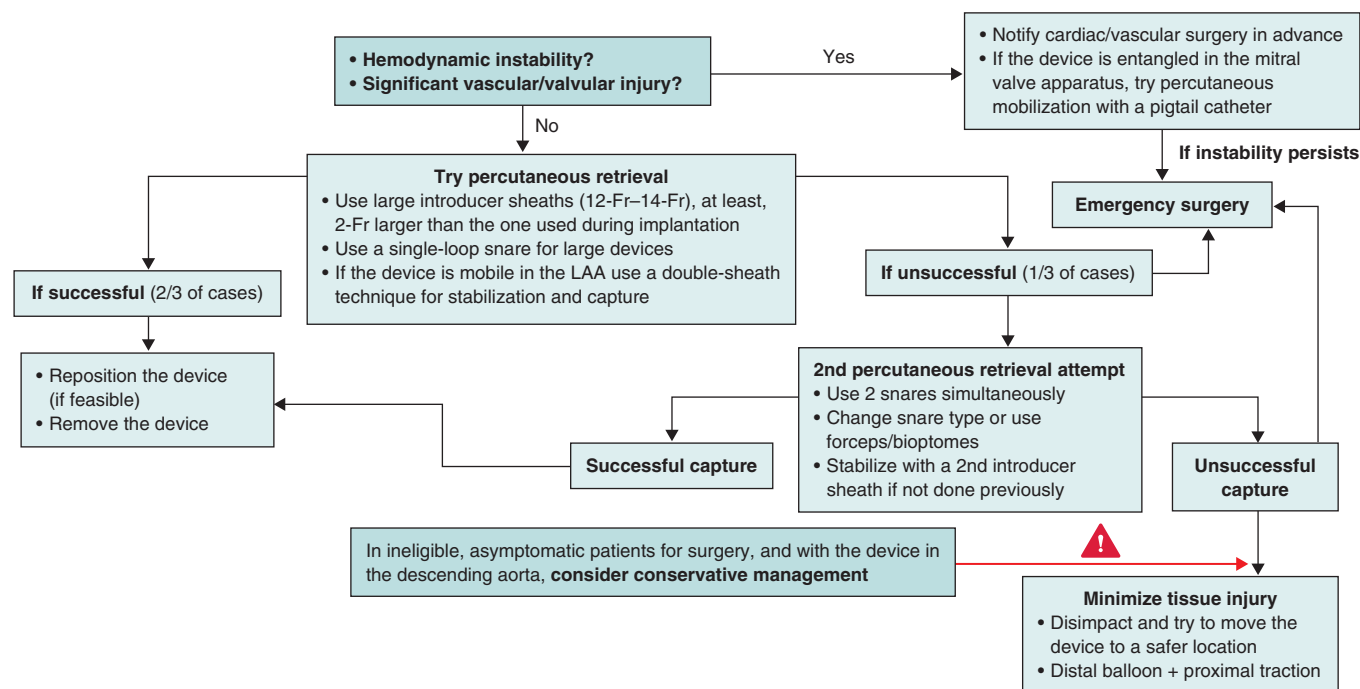 • Hemodynamic instability?
• Significant vascular/valvular injury?
Yes
• Notify cardiac/vascular surgery in advance
• If the device is entangled in the mitral
valve apparatus, try percutaneous
mobilization with a pigtail catheter
No
If instability persists
Try percutaneous retrieval
• Use large introducer sheaths (12-Fr–14-Fr), at least,
2-Fr larger than the one used during implantation
• Use a single-loop snare for large devices
• If the device is mobile in the LAA use a double-sheath
technique for stabilization and capture
Emergency surgery
If successful (2/3 of cases)
If unsuccessful (1/3 of cases)
• Reposition the device
(if feasible)
• Remove the device
2nd percutaneous retrieval attempt
• Use 2 snares simultaneously
• Change snare type or use
forceps/bioptomes
• Stabilize with a 2nd introducer
sheath if not done previously
Successful capture
Unsuccessful
capture
In ineligible, asymptomatic patients for surgery, and with the device in
the descending aorta, consider conservative management
!
Minimize tissue injury
• Disimpact and try to move the
device to a safer location
• Distal balloon + proximal traction